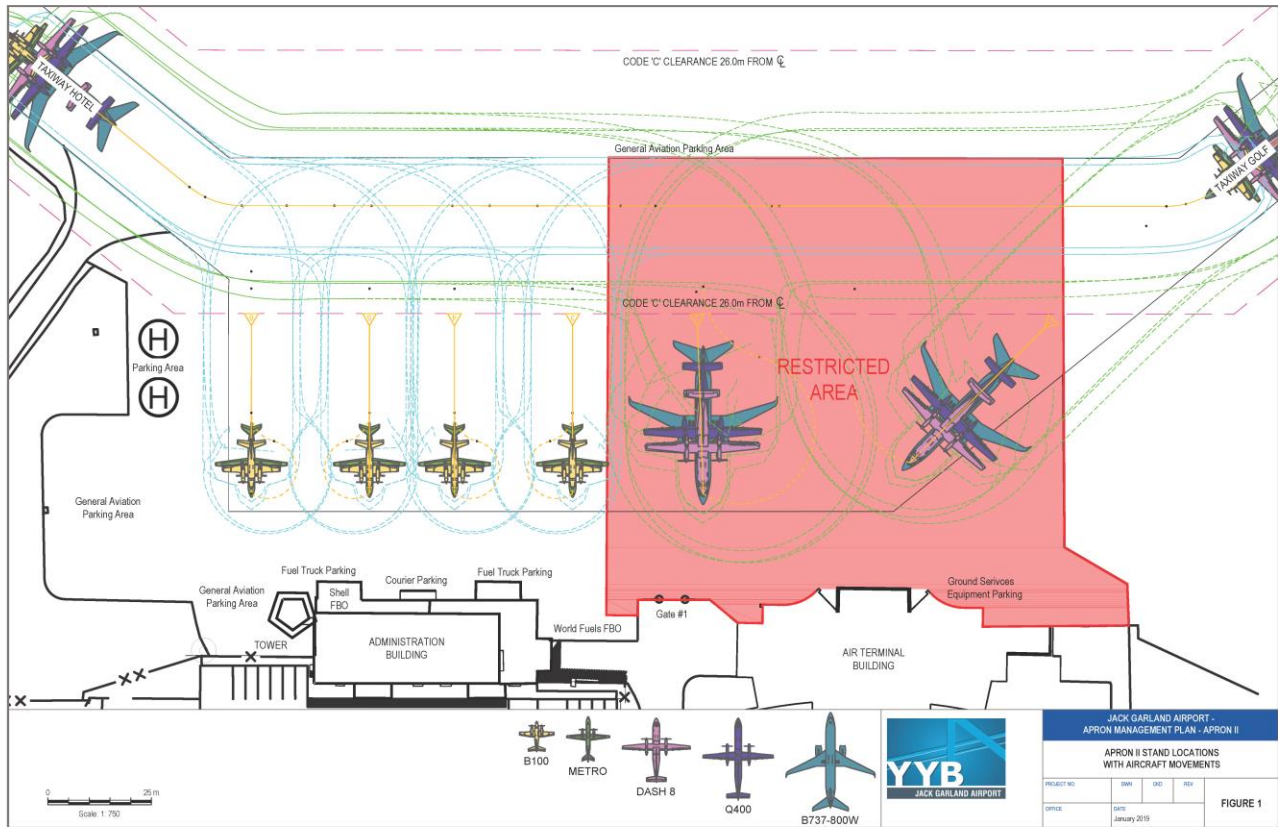 CODE 'C' CLEARANCE 26.0m FROM ℄
TAXIWAY HOTEL
General Aviation Parking Area
TAXIWAY GOLF
CODE 'C' CLEARANCE 26.0m FROM ℄
H
Parking Area
H
RESTRICTED
AREA
General Aviation
Parking Area
Fuel Truck Parking
Courier Parking
Fuel Truck Parking
General Aviation
Parking Area
Shell
FBO
Ground Serivces
Equipment Parking
Gate #1
World Fuels FBO
TOWER
ADMINISTRATION
BUILDING
AIR TERMINAL
BUILDING
0 25 m
Scale: 1: 750
B100
METRO
DASH 8
Q400
B737-800W
YYB
JACK GARLAND AIRPORT
JACK GARLAND AIRPORT -
APRON MANAGEMENT PLAN - APRON II
APRON II STAND LOCATIONS
WITH AIRCRAFT MOVEMENTS
PROJECT NO. DWN CKD REV
OFFICE DATE
January 2019
FIGURE 1